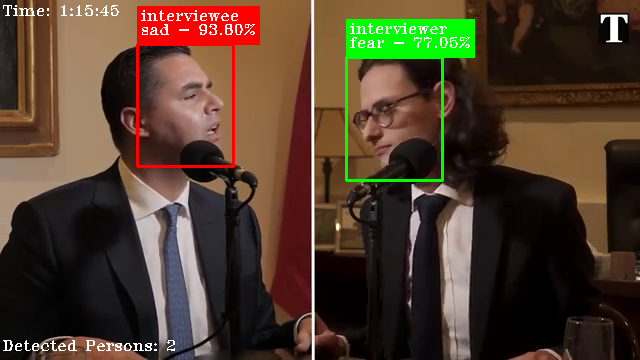 Time: 1:15:45
interviewee
sad - 93.80%
interviewer
fear - 77.05%
T
Detected Persons: 2